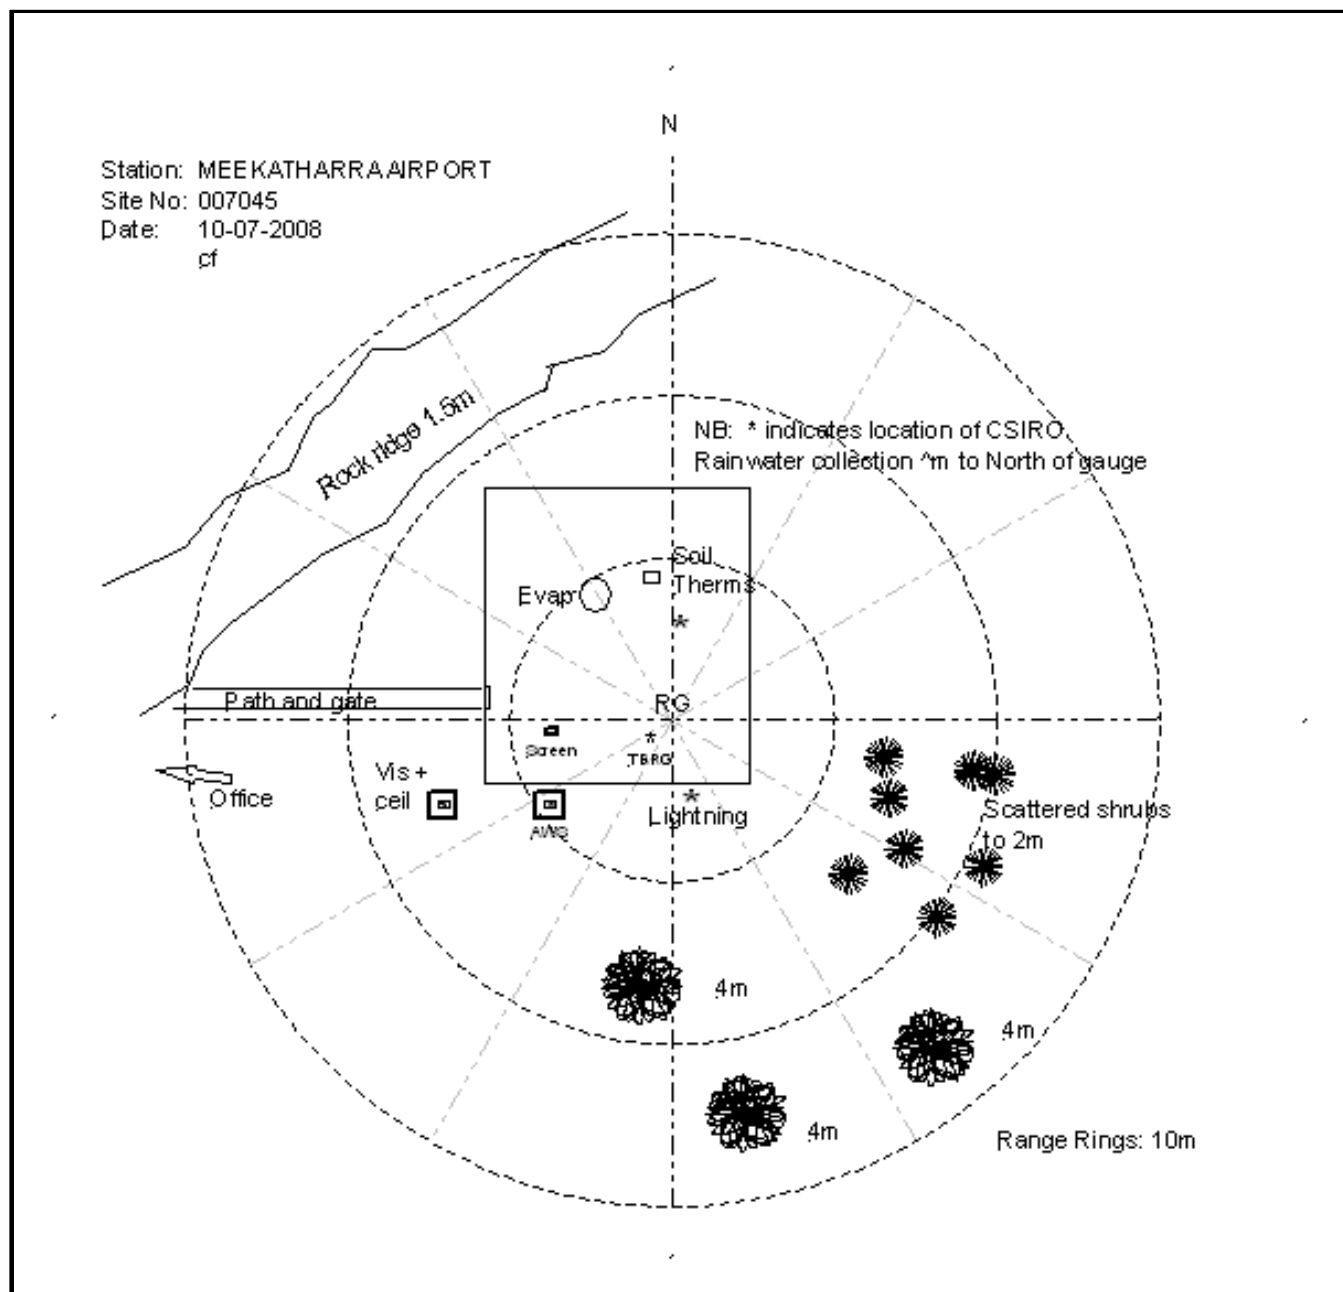 N
Station: MEEKATHARRA AIRPORT
Site No: 007045
Date: 10-07-2008
cf
Rock ridge 1.5m
NB: * indicates location of CSIRO
Rainwater collection ^m to North of gauge
Soil
Therms
Evap
*
RG
Path and gate
Screen
*
TBRG
Vis +
ceil
Office
AWS
*
Lightning
Scattered shrubs
to 2m
4m
4m
4m
Range Rings: 10m